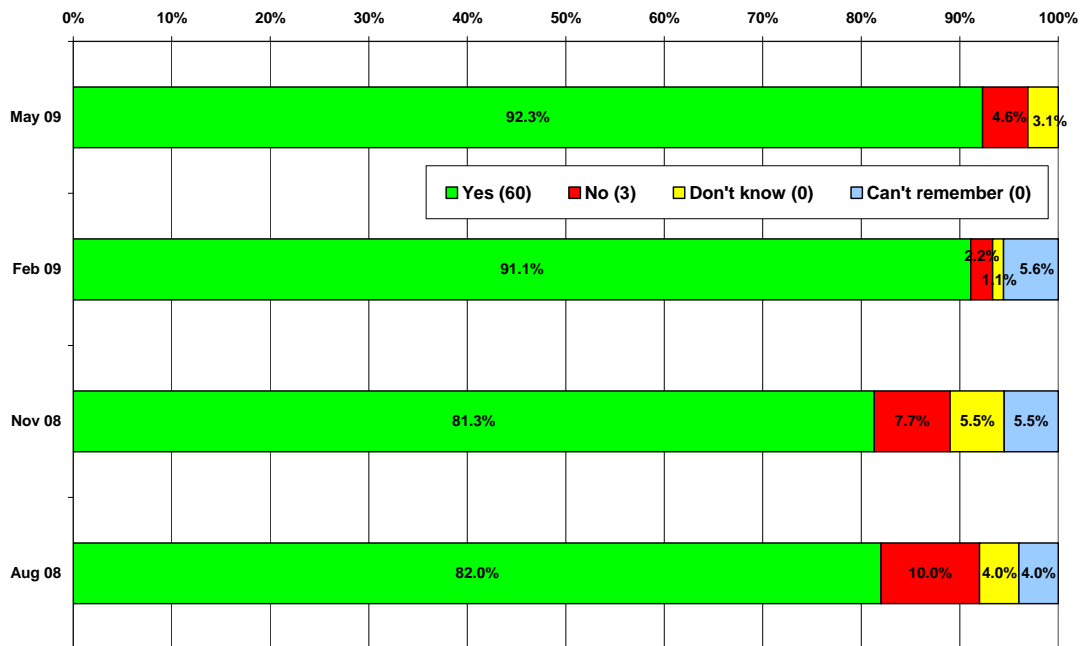 0% 10% 20% 30% 40% 50% 60% 70% 80% 90% 100%
May 09 92.3% 4.6% 3.1%
Yes (60) No (3) Don't know (0) Can't remember (0)
Feb 09 91.1% 2.2% 1.1% 5.6%
Nov 08 81.3% 7.7% 5.5% 5.5%
Aug 08 82.0% 10.0% 4.0% 4.0%